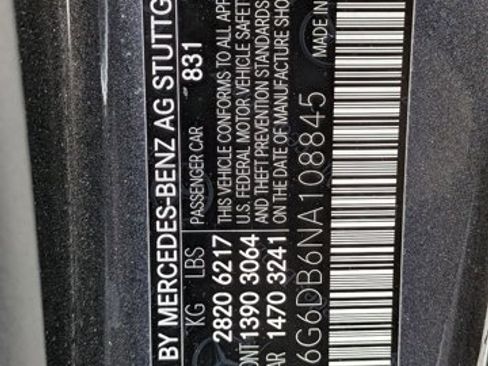 BY MERCEDES-BENZ AG STUTTG
KG LBS PASSENGER CAR 831
2820 6217 THIS VEHICLE CONFORMS TO ALL APP
ONT 1390 3064 U.S. FEDERAL MOTOR VEHICLE SAFETY
AR 1470 3241 AND THEFT PREVENTION STANDARDS
ON THE DATE OF MANUFACTURE SHOW
6G6DB6NA108845 MADE IN